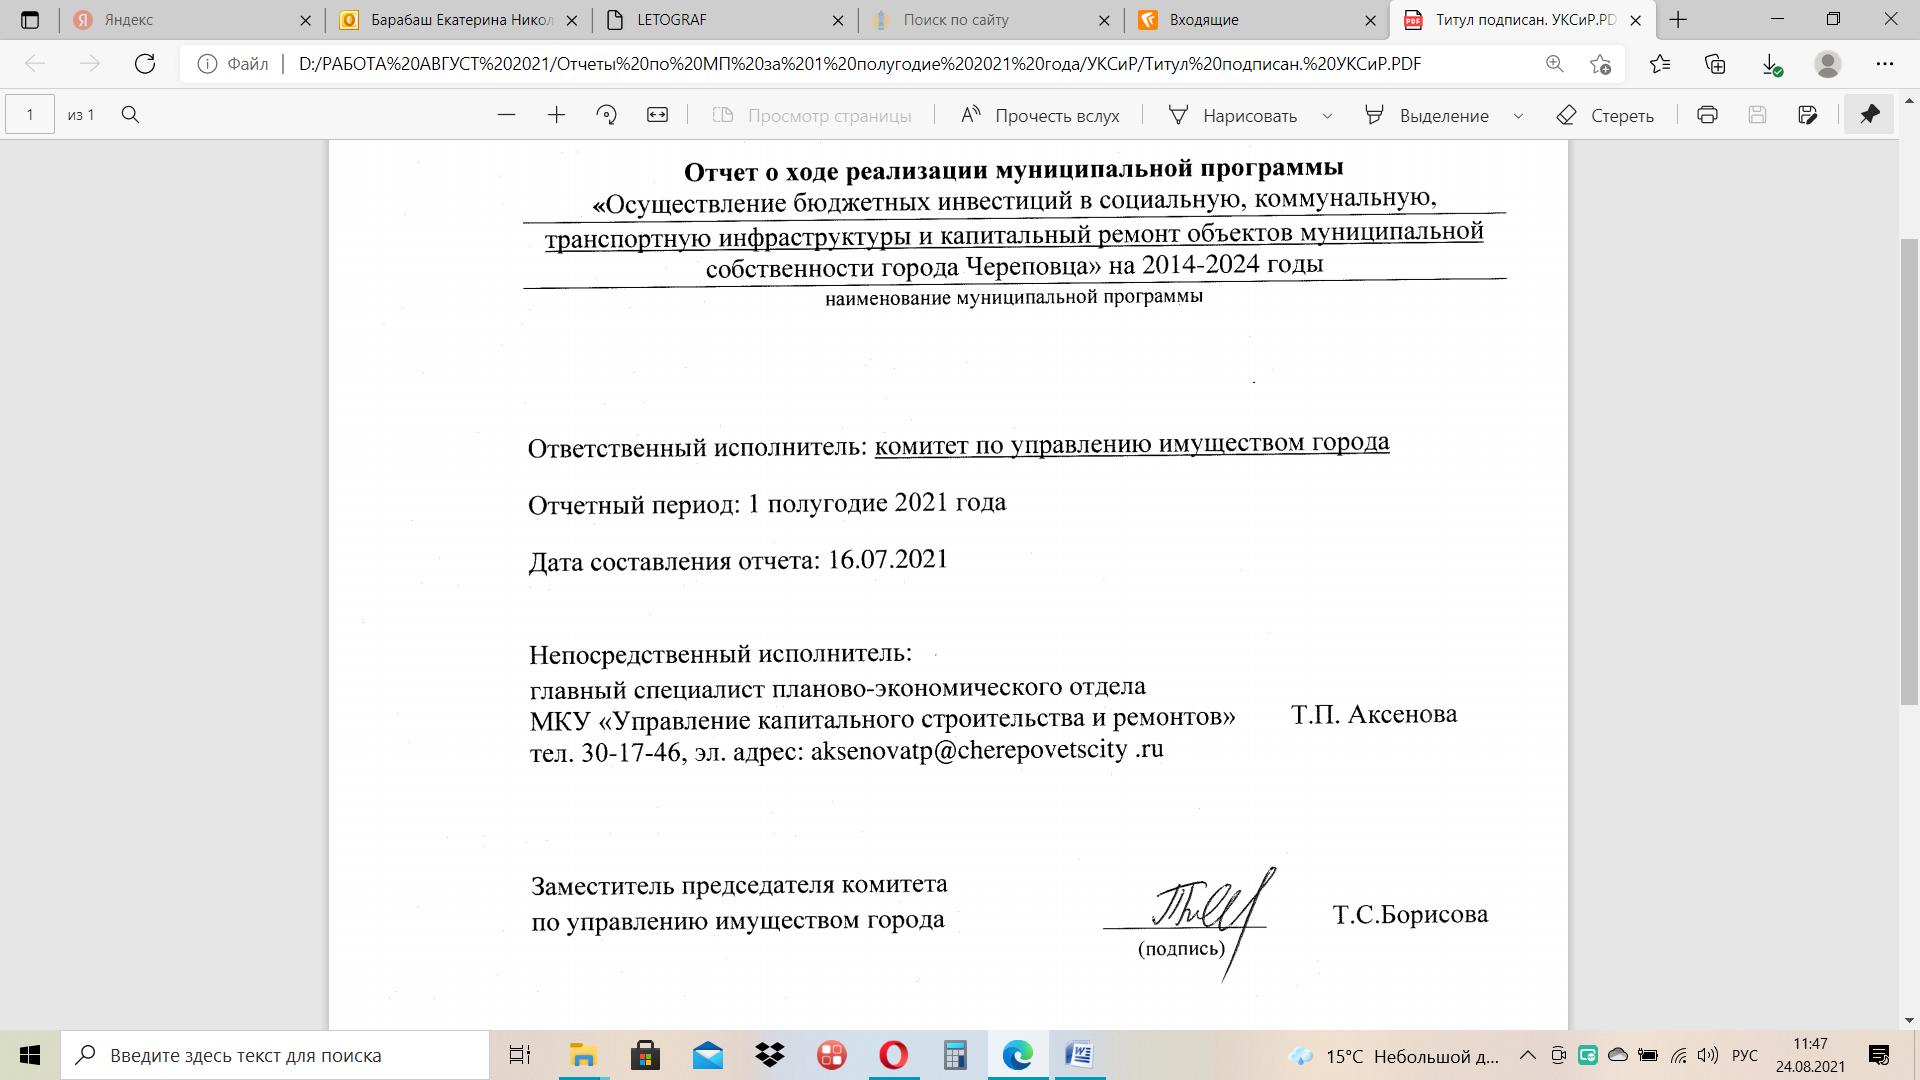 Яндекс
Барабаш Екатерина Никол
LETOGRAF
Поиск по сайту
Входящие
PDF
Титул подписан. УКСиР.PD
Файл
D:/РАБОТА%20АВГУСТ%202021/Отчеты%20по%20МП%20за%201%20полугодие%202021%20года/УКСиР/Титул%20подписан.%20УКСиР.PDF
1
из 1
Просмотр страницы
Прочесть вслух
Нарисовать
Выделение
Стереть
Отчет о ходе реализации муниципальной программы
«Осуществление бюджетных инвестиций в социальную, коммунальную,
транспортную инфраструктуры и капитальный ремонт объектов муниципальной
собственности города Череповца» на 2014-2024 годы
наименование муниципальной программы
Ответственный исполнитель: комитет по управлению имуществом города
Отчетный период: 1 полугодие 2021 года
Дата составления отчета: 16.07.2021
Непосредственный исполнитель:
главный специалист планово-экономического отдела
МКУ «Управление капитального строительства и ремонтов» Т.П. Аксенова
тел. 30-17-46, эл. адрес: aksenovatp@cherepovetscity .ru
Заместитель председателя комитета
по управлению имуществом города Т.С.Борисова
(подпись)
Введите здесь текст для поиска
15°C Небольшой д...
РУС
11:47
24.08.2021